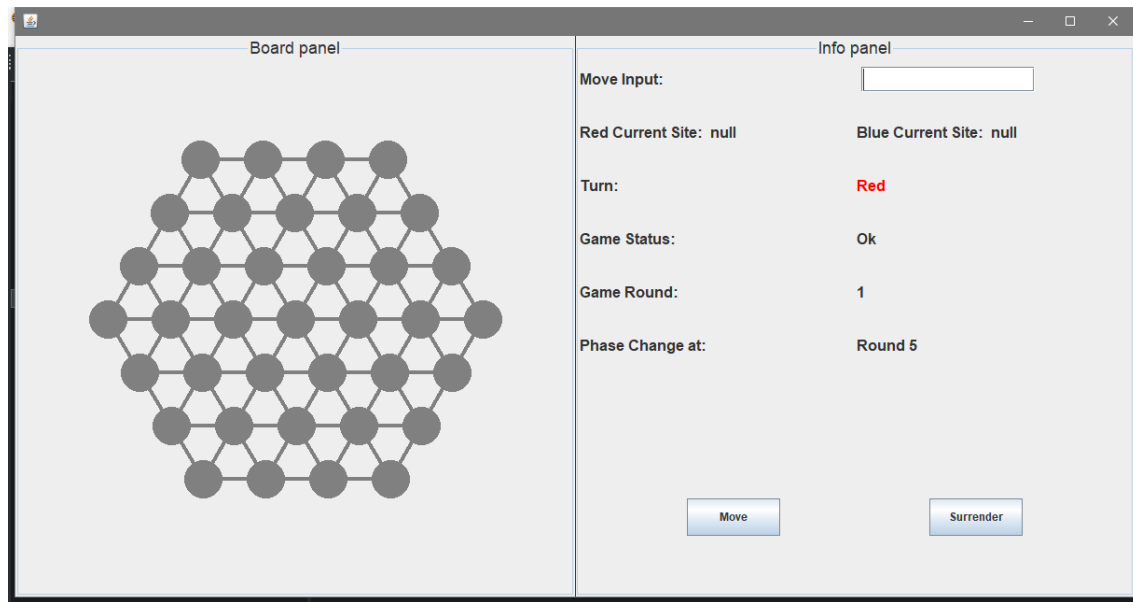 Board panel
Info panel
Move Input:
Red Current Site: null
Blue Current Site: null
Turn:
Red
Game Status:
Ok
Game Round:
1
Phase Change at:
Round 5
Move
Surrender